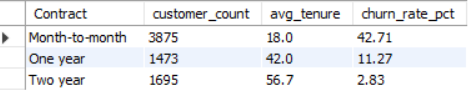 Contract customer_count avg_tenure churn_rate_pct
Month-to-month 3875 18.0 42.71
One year 1473 42.0 11.27
Two year 1695 56.7 2.83